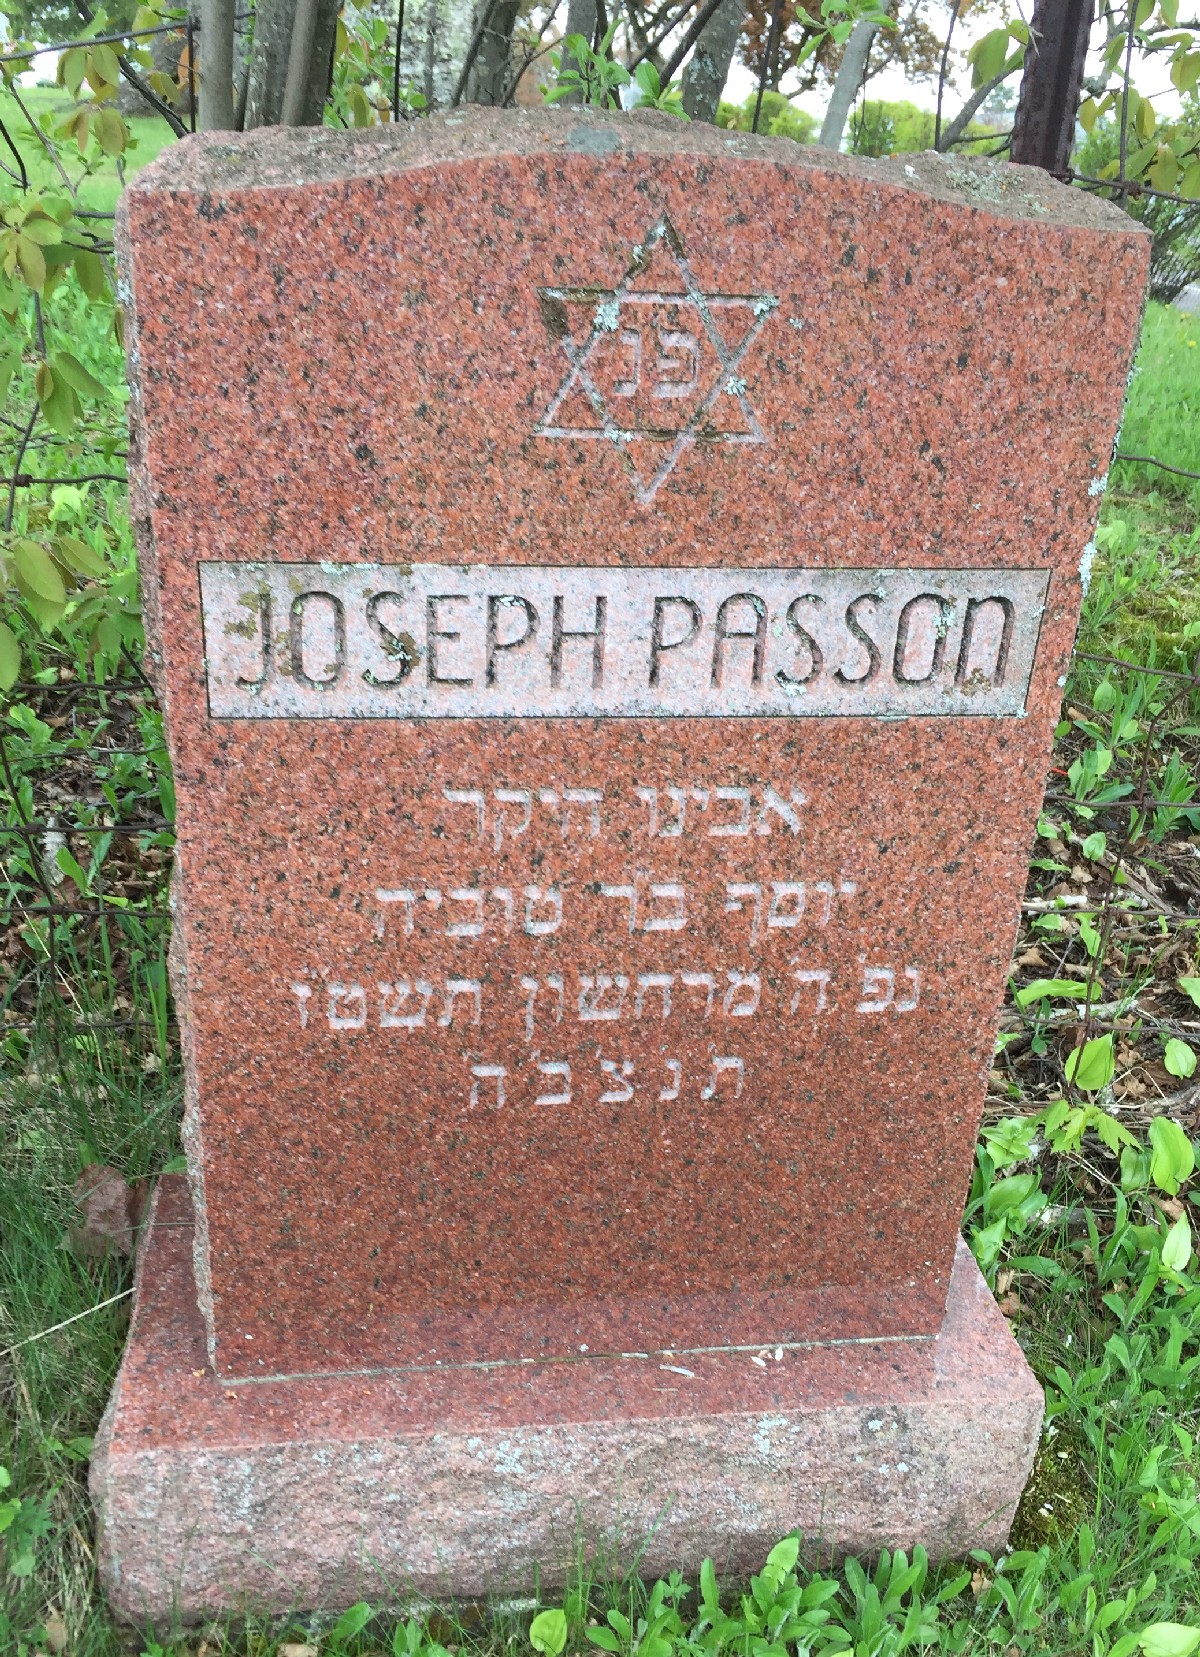 פ נ
JOSEPH PASSON
אבינו היקר
יוסף בר טוביה
נפ' ה' מרחשון תשט"ו
ת' נ' צ' ב' ה'